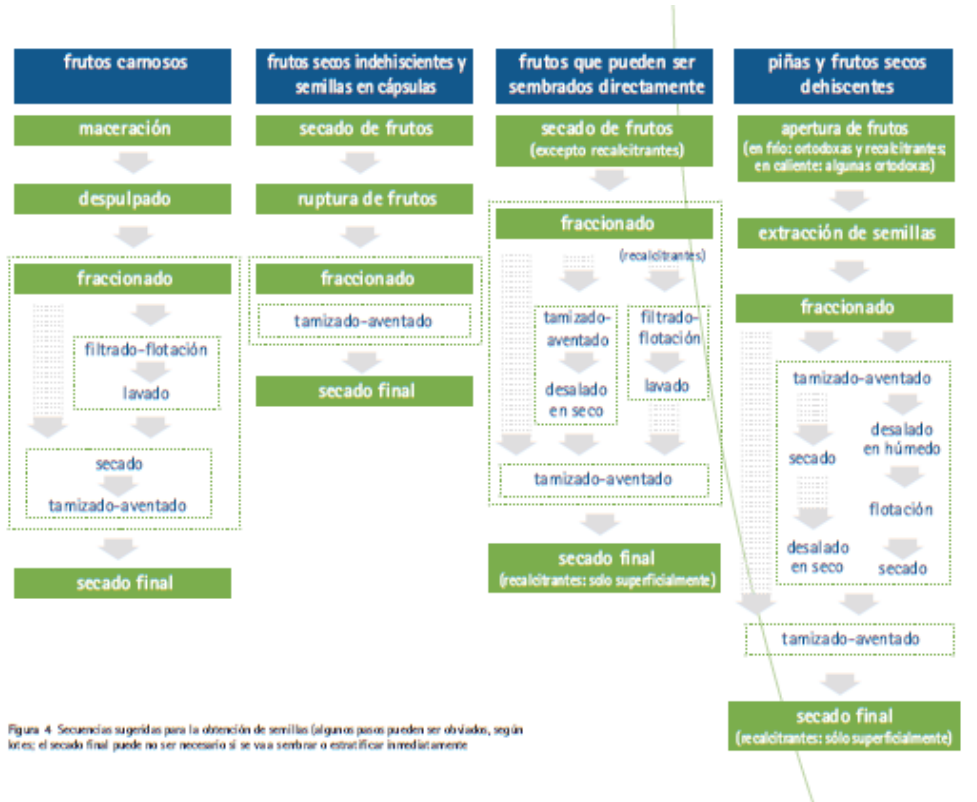 frutos carnosos
maceración
despulpado
fraccionado
filtrado-flotación
lavado
secado
tamizado-aventado
secado final
frutos secos indehiscientes y
semillas en cápsulas
secado de frutos
ruptura de frutos
fraccionado
tamizado-aventado
secado final
frutos que pueden ser
sembrados directamente
secado de frutos
(excepto recalcitrantes)
fraccionado
(recalcitrantes)
tamizado-
aventado
desalado
en seco
filtrado-
flotación
lavado
tamizado-aventado
secado final
(recalcitrantes: sólo superficialmente)
piñas y frutos secos
dehiscentes
apertura de frutos
(en frío: ortodoxas y recalcitrantes;
en caliente: algunas ortodoxas)
extracción de semillas
fraccionado
tamizado-aventado
secado
desalado
en seco
desalado
en húmedo
flotación
secado
tamizado-aventado
secado final
(recalcitrantes: sólo superficialmente)
Figura 4 Secuencias sugeridas para la obtención de semillas (algunos pasos pueden ser obviados, según
lotes; el secado final puede no ser necesario si se va a sembrar o estratificar inmediatamente